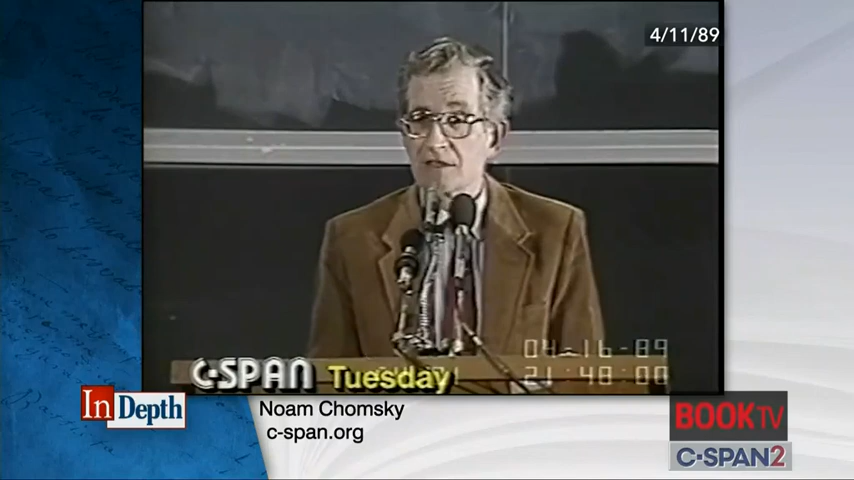 4/11/89
04-16-89
C-SPAN Tuesday
21:48:00
In Depth
Noam Chomsky
c-span.org
BOOK TV
C-SPAN2